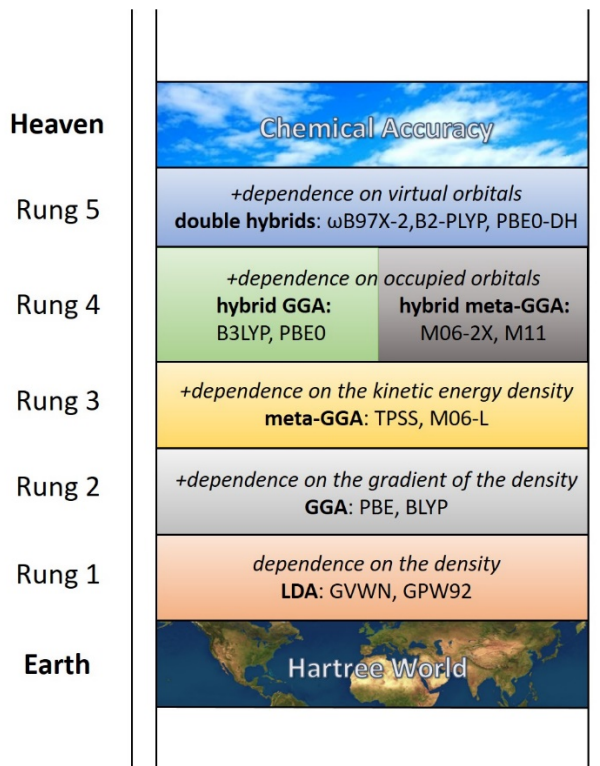 Heaven
Chemical Accuracy
Rung 5
+dependence on virtual orbitals
double hybrids: ωB97X-2,B2-PLYP, PBE0-DH
Rung 4
+dependence on occupied orbitals
hybrid GGA:
B3LYP, PBE0
hybrid meta-GGA:
M06-2X, M11
Rung 3
+dependence on the kinetic energy density
meta-GGA: TPSS, M06-L
Rung 2
+dependence on the gradient of the density
GGA: PBE, BLYP
Rung 1
dependence on the density
LDA: GVWN, GPW92
Earth
Hartree World